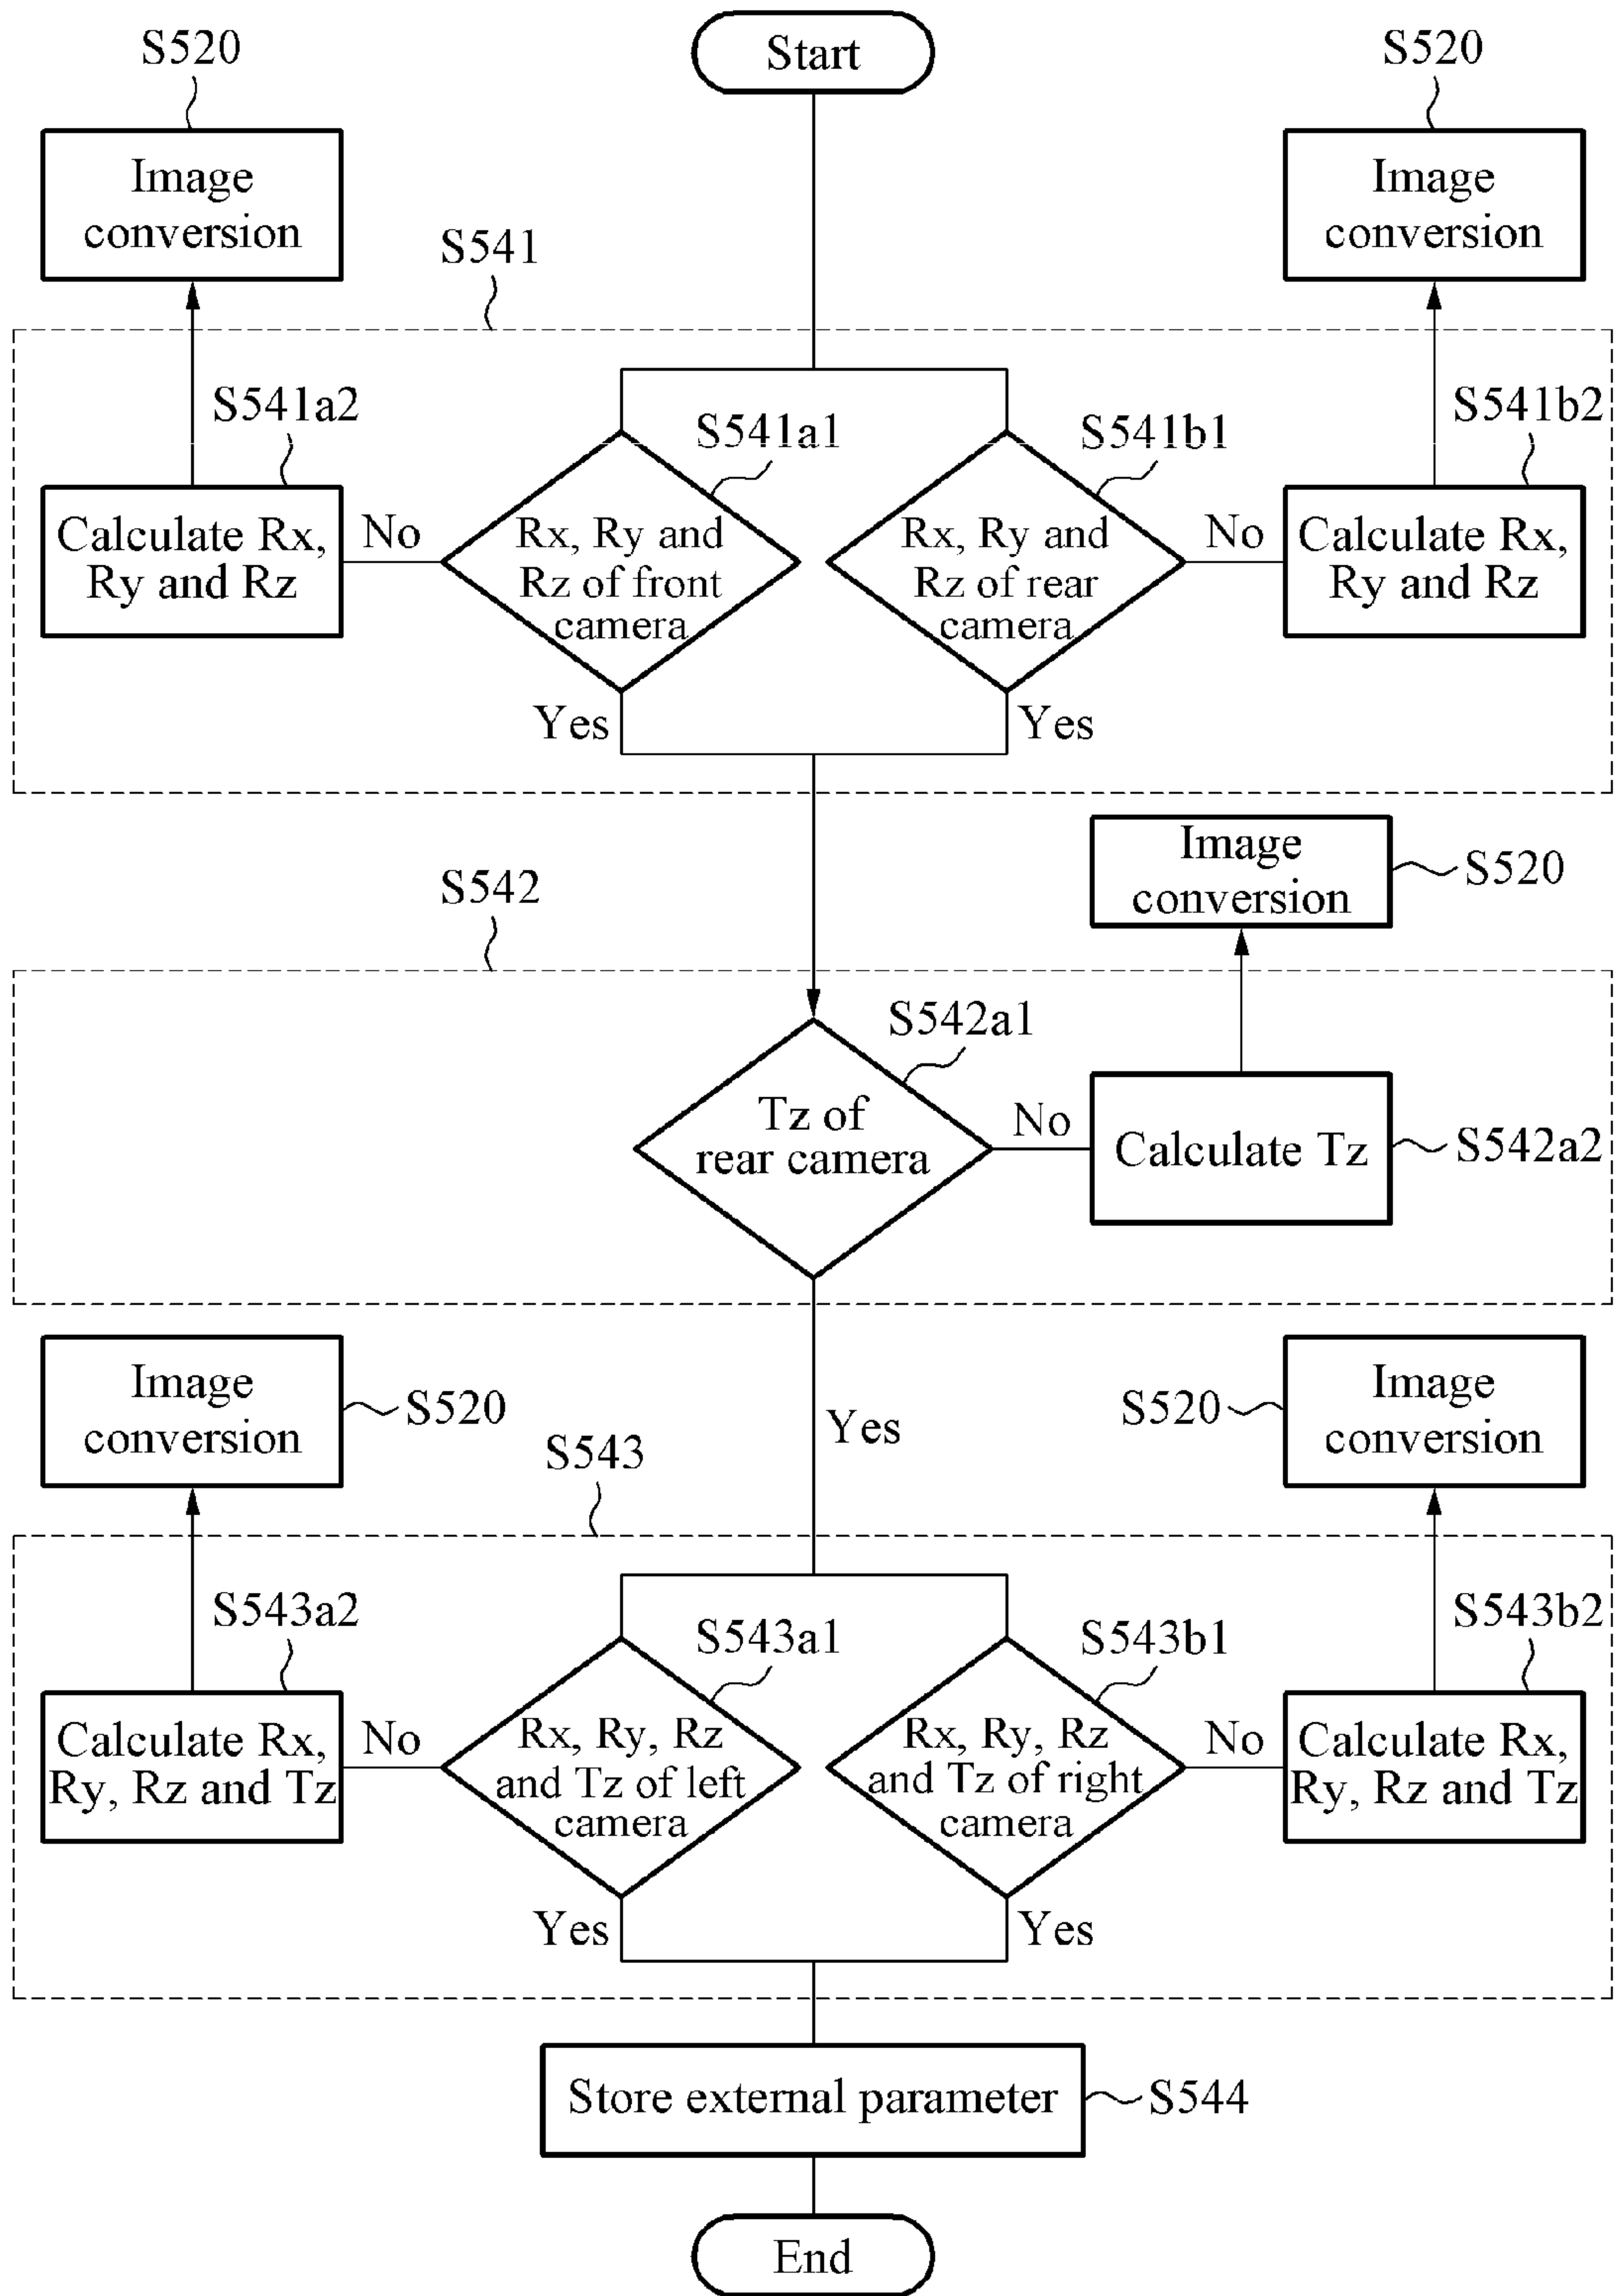 Start
S520
Image
conversion
S520
Image
conversion
S541
S541a2
Calculate Rx,
Ry and Rz
No
S541a1
Rx, Ry and
Rz of front
camera
Yes
S541b1
Rx, Ry and
Rz of rear
camera
Yes
No
S541b2
Calculate Rx,
Ry and Rz
Image
conversion
S520
S542
S542a1
Tz of
rear camera
No
Calculate Tz
S542a2
Yes
Image
conversion
S520
S520
Image
conversion
S543
S543a2
Calculate Rx,
Ry, Rz and Tz
No
S543a1
Rx, Ry, Rz
and Tz of left
camera
Yes
S543b1
Rx, Ry, Rz
and Tz of right
camera
Yes
No
S543b2
Calculate Rx,
Ry, Rz and Tz
Store external parameter
S544
End